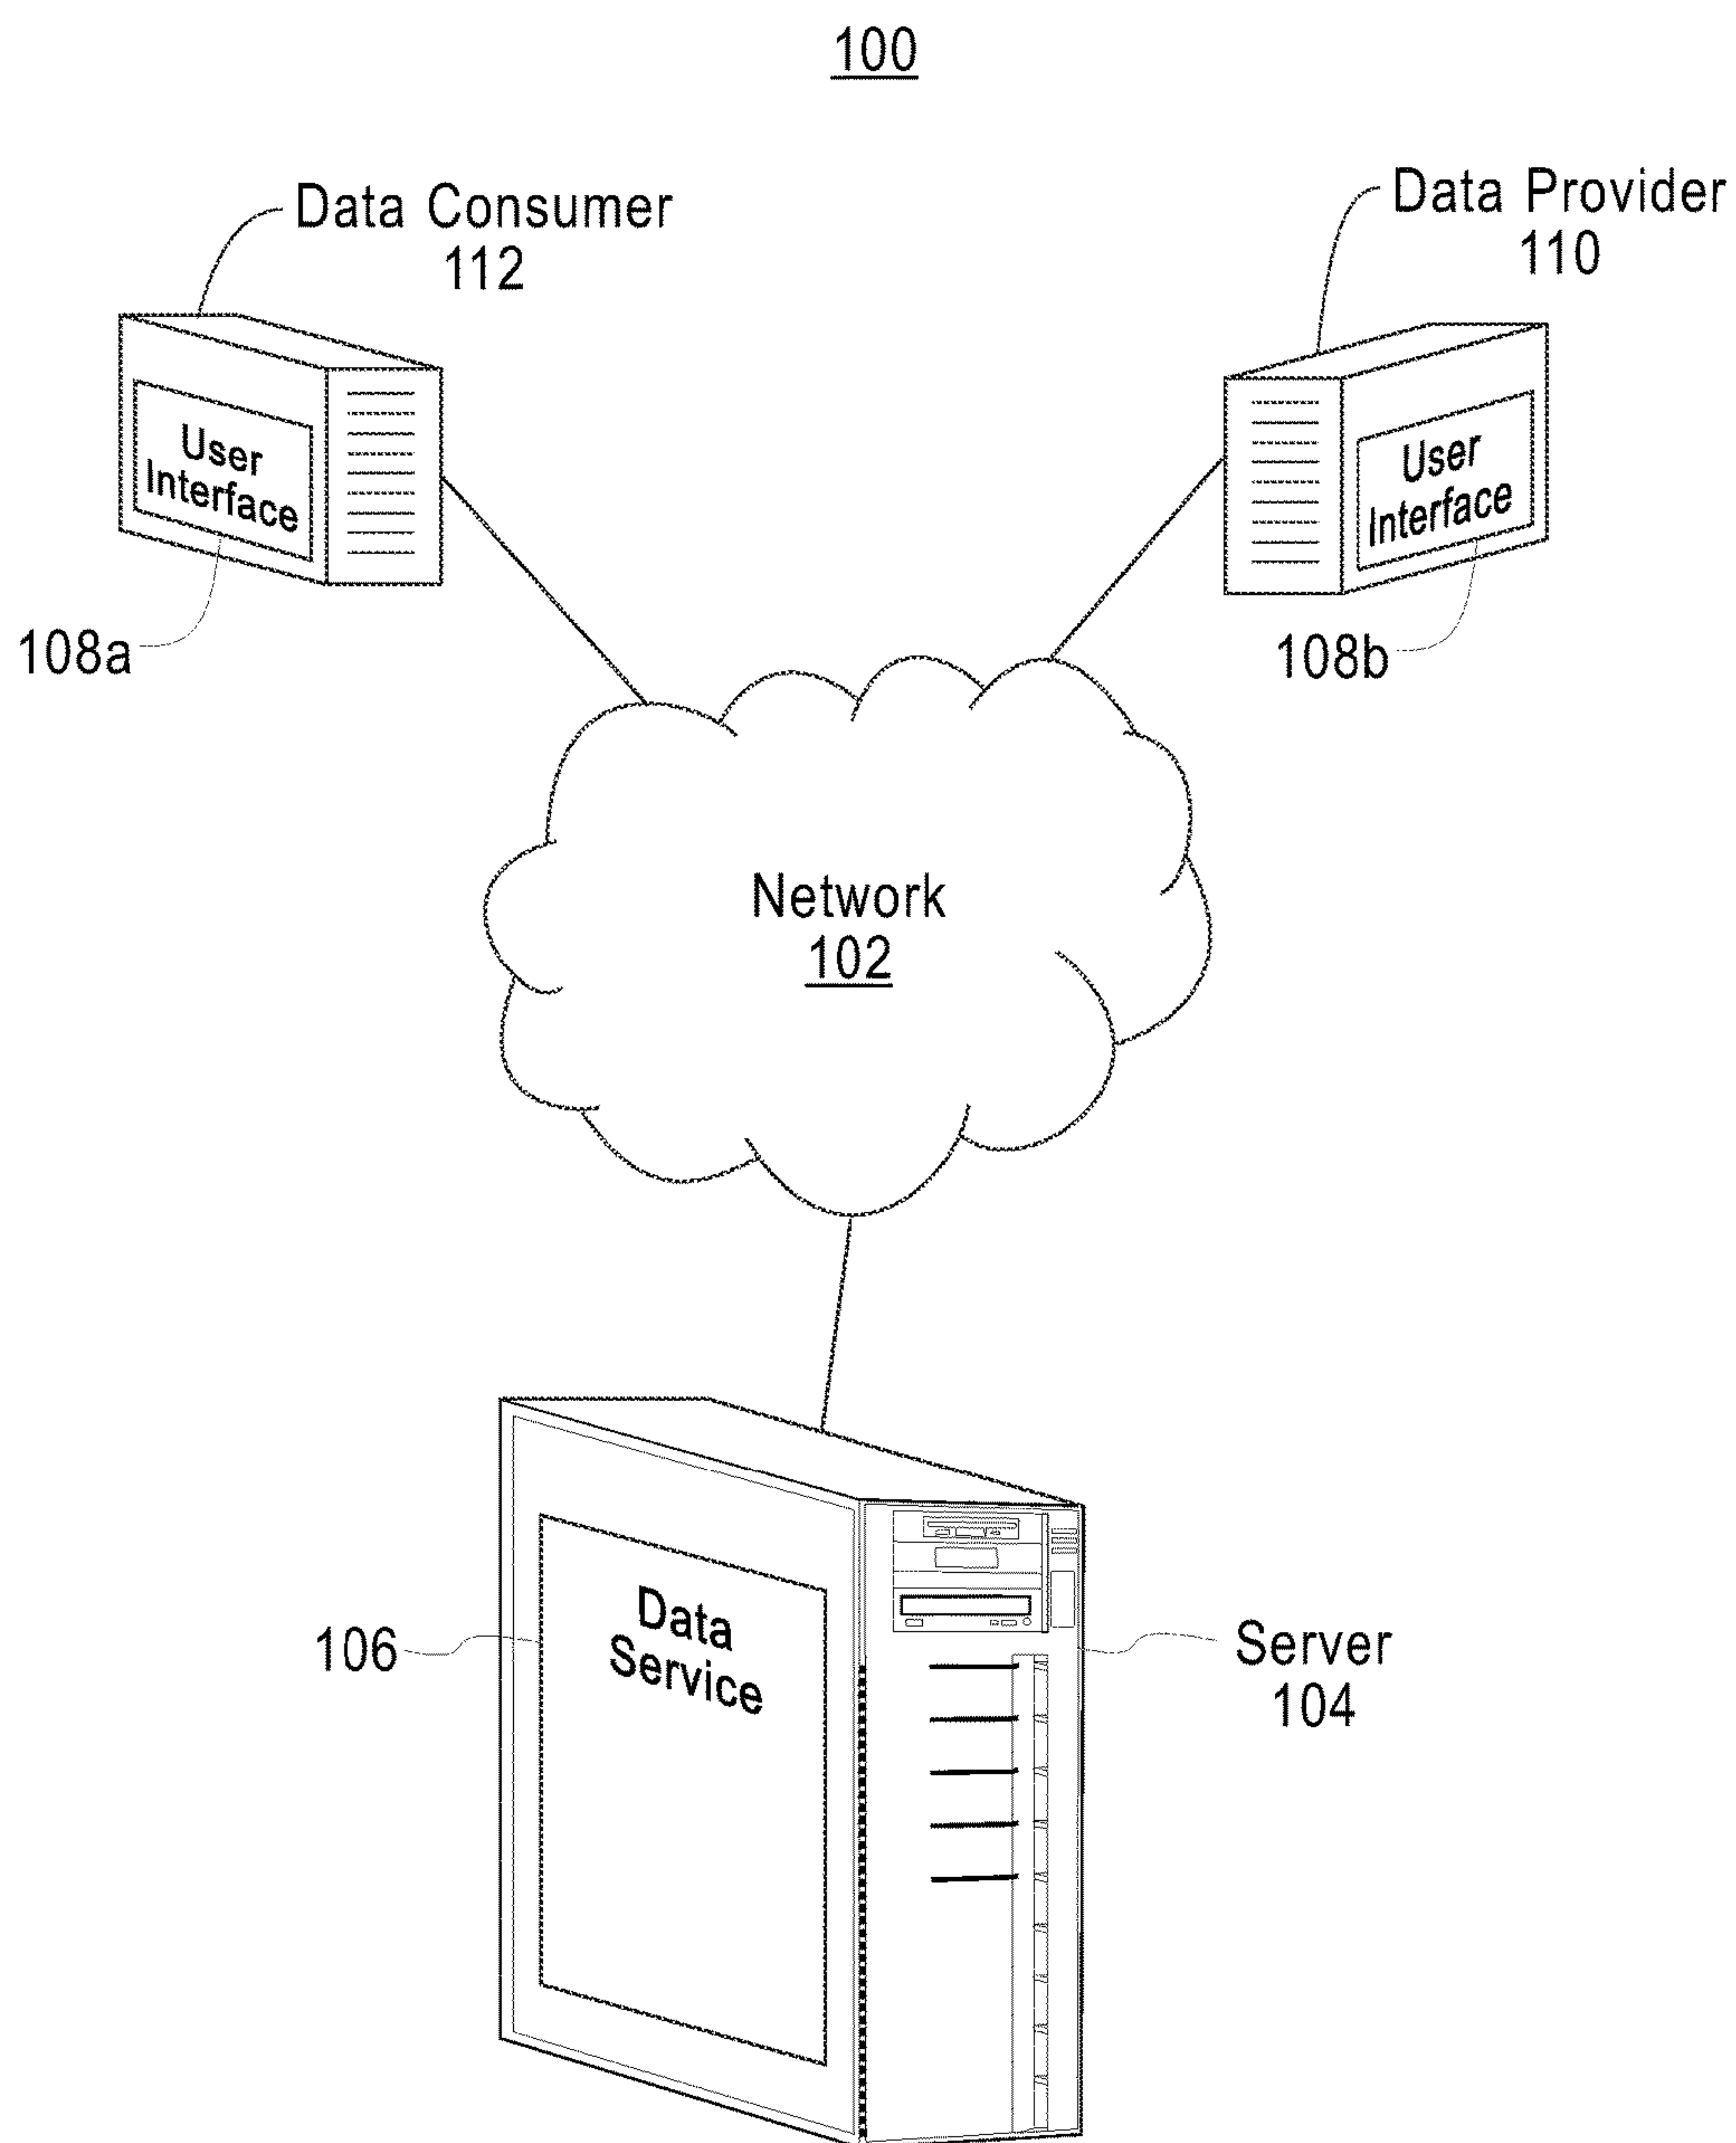 100
Data Consumer
112
Data Provider
110
User
Interface
User
Interface
108a
108b
Network
102
Data
Service
106
Server
104